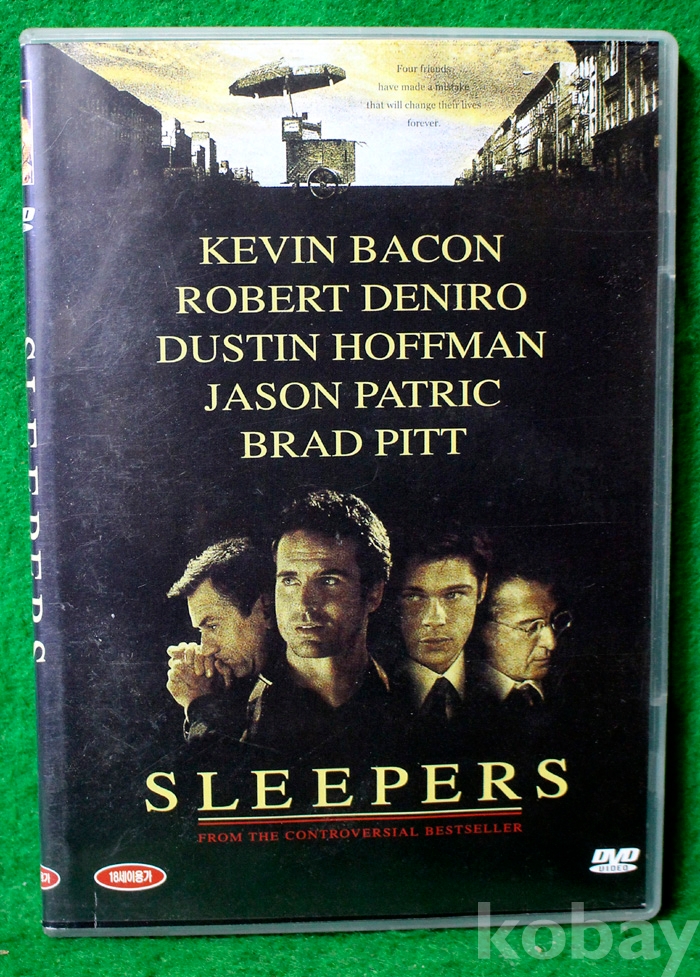 Four friends
have made a mistake
that will change their lives
forever.
KEVIN BACON
ROBERT DENIRO
DUSTIN HOFFMAN
JASON PATRIC
BRAD PITT
SLEEPERS
SLEEPERS
FROM THE CONTROVERSIAL BESTSELLER
18세이용가
DVD
VIDEO
kobay